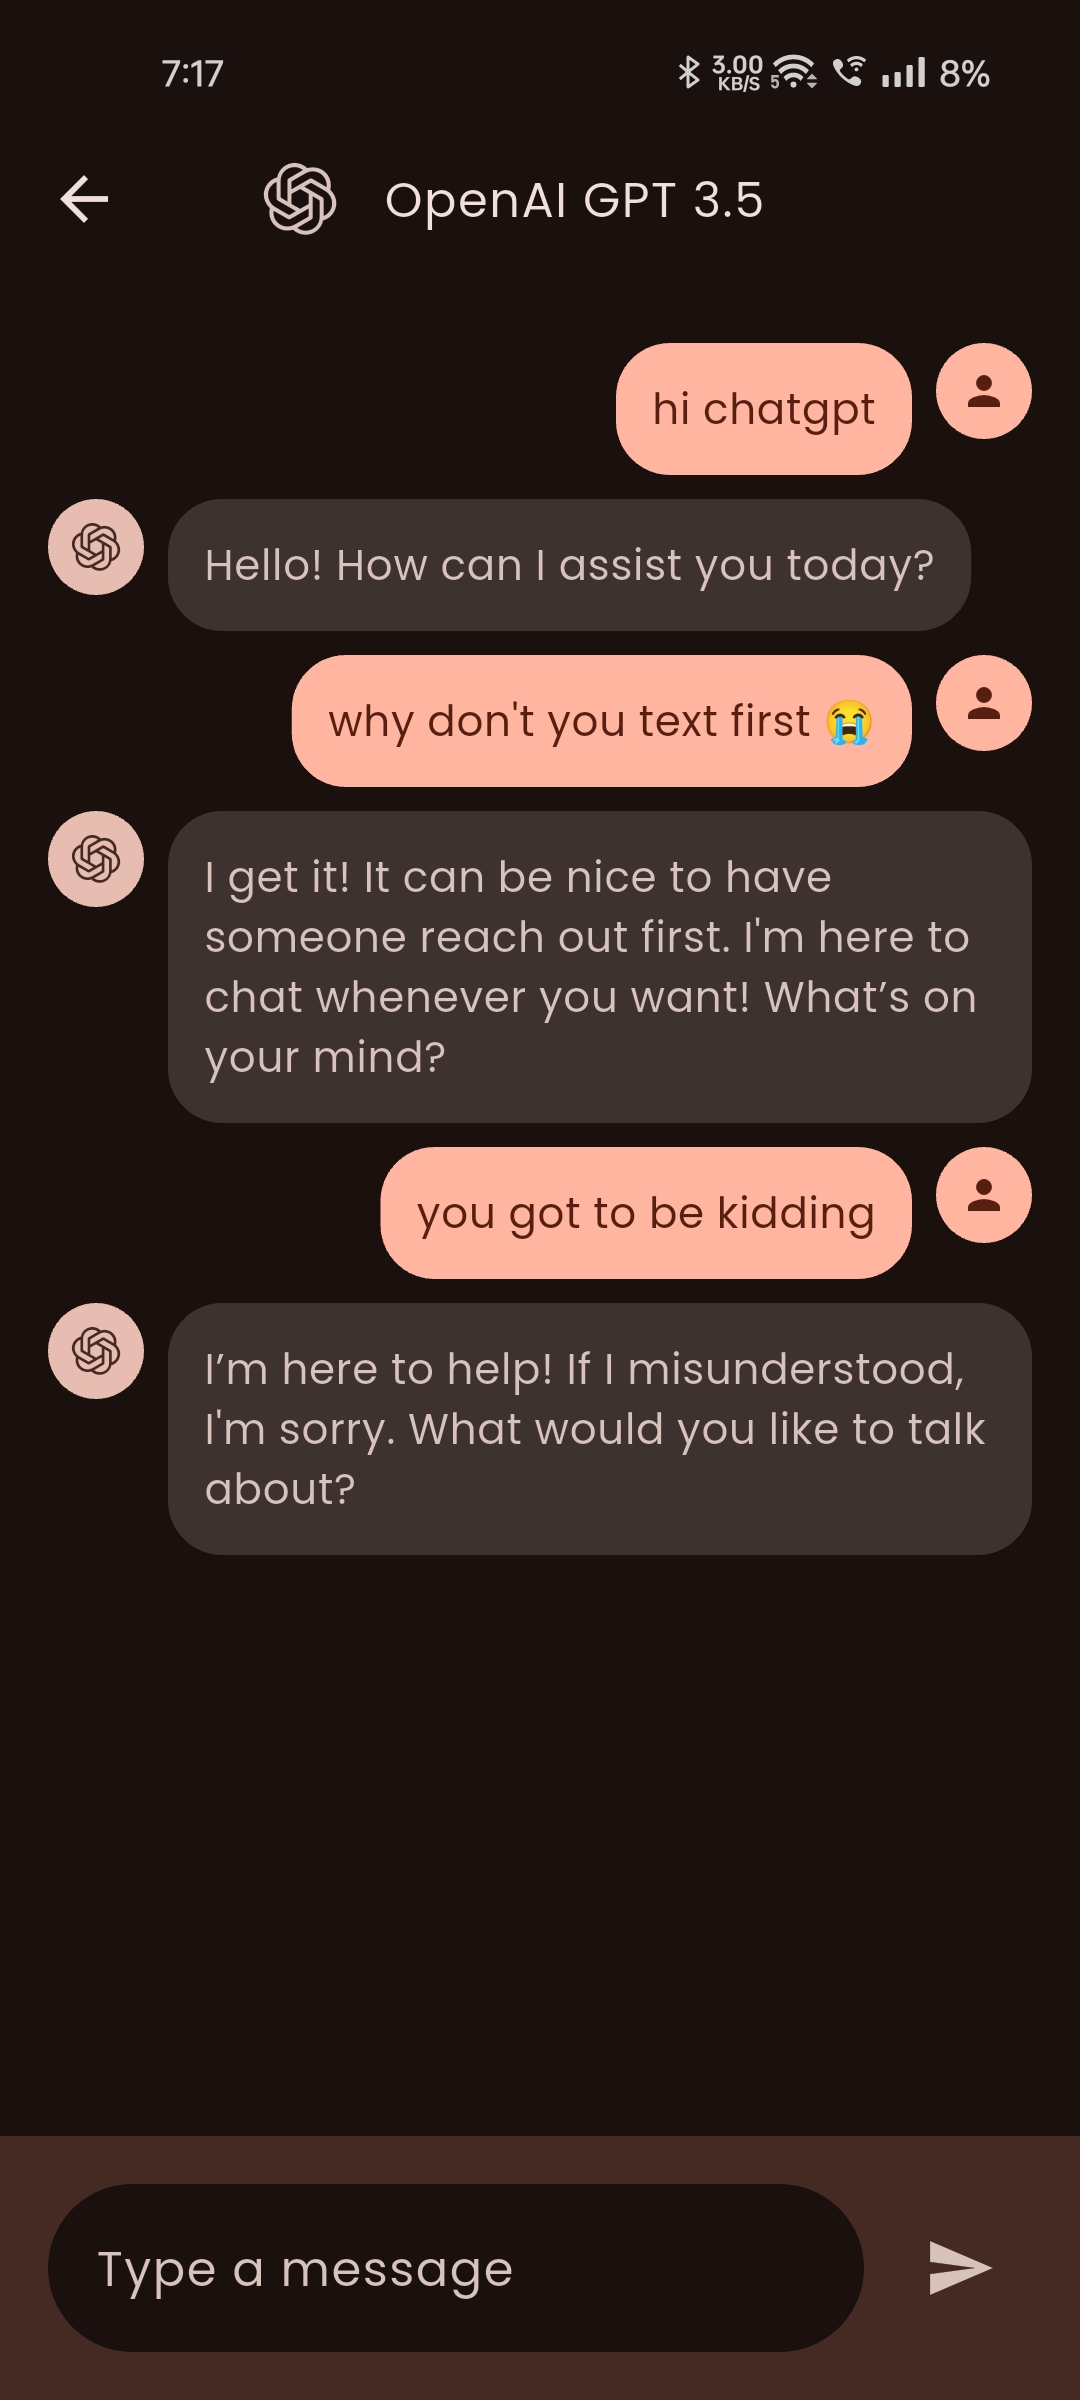 7:17
3.00
KB/S
5
8%
OpenAI GPT 3.5
hi chatgpt
Hello! How can I assist you today?
why don't you text first 😭
I get it! It can be nice to have
someone reach out first. I'm here to
chat whenever you want! What’s on
your mind?
you got to be kidding
I’m here to help! If I misunderstood,
I'm sorry. What would you like to talk
about?
Type a message